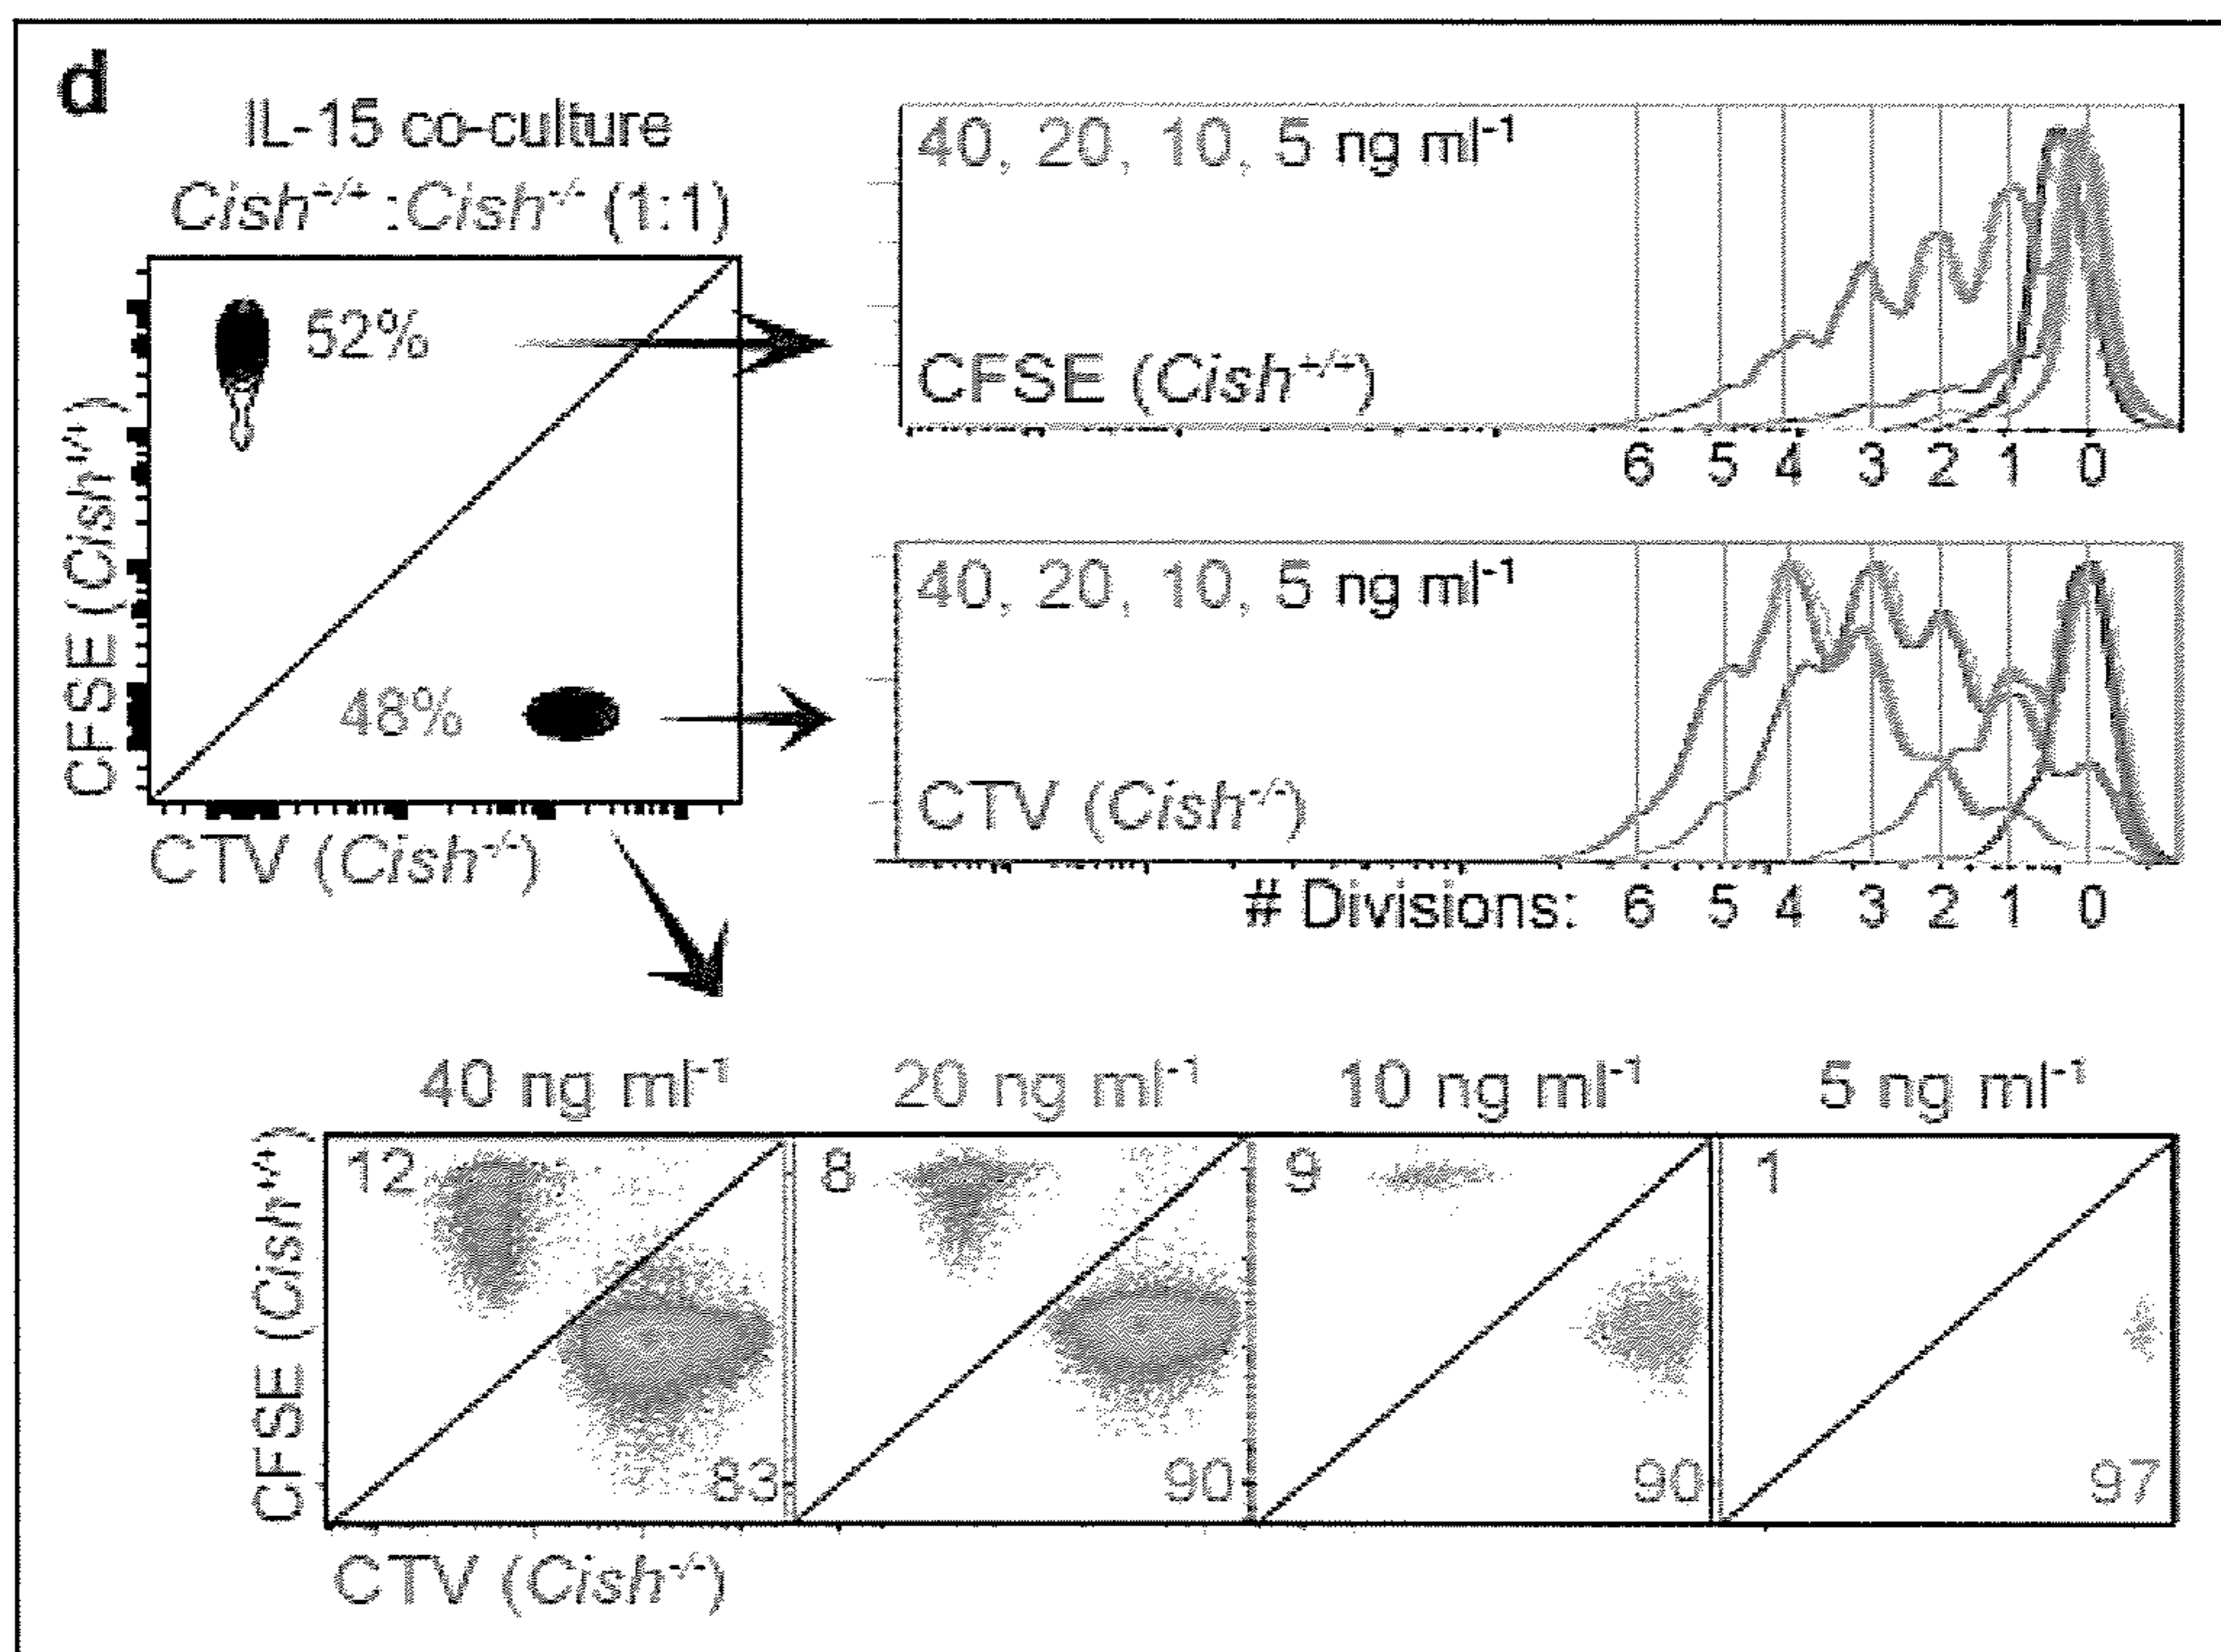 d
IL-15 co-culture
Cish+/+ :Cish-/- (1:1)
52%
48%
CFSE (Cish+/+)
CTV (Cish-/-)
40, 20, 10, 5 ng ml-1
CFSE (Cish+/+)
6 5 4 3 2 1 0
40, 20, 10, 5 ng ml-1
CTV (Cish-/-)
# Divisions: 6 5 4 3 2 1 0
40 ng ml-1 20 ng ml-1 10 ng ml-1 5 ng ml-1
CFSE (Cish+/+)
12 8 9 1
83 90 90 97
CTV (Cish-/-)